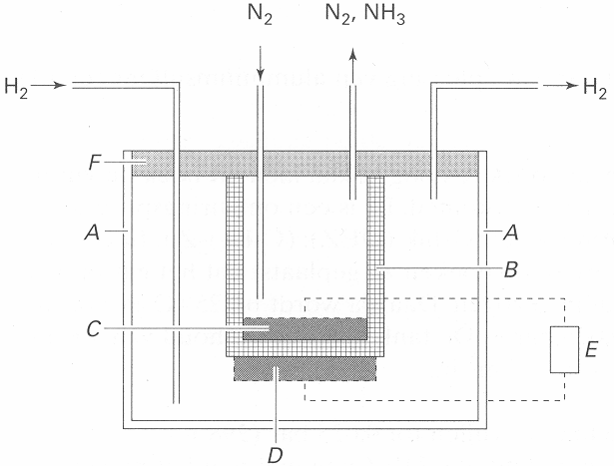 N₂ N₂, NH₃
H₂ H₂
F
A A
B
C
E
D